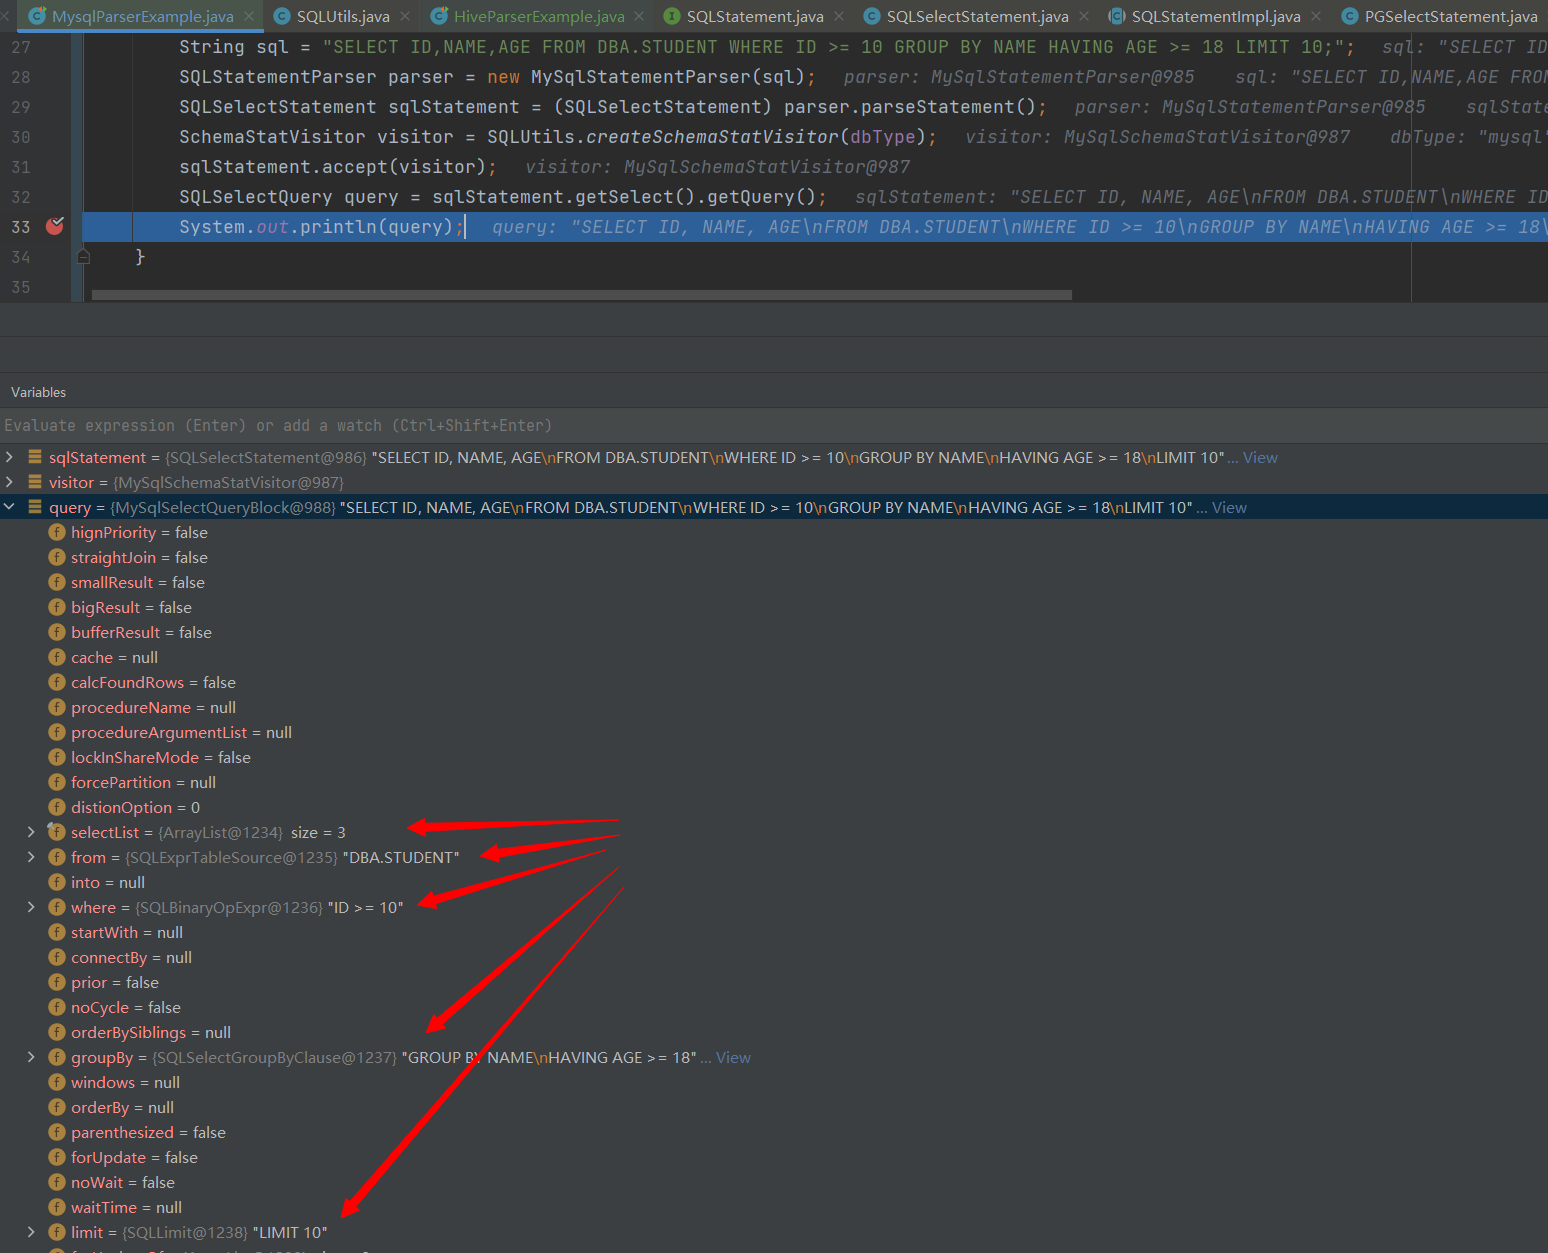 MysqlParserExample.java SQLUtils.java HiveParserExample.java SQLStatement.java SQLSelectStatement.java SQLStatementImpl.java PGSelectStatement.java
27 String sql = "SELECT ID,NAME,AGE FROM DBA.STUDENT WHERE ID >= 10 GROUP BY NAME HAVING AGE >= 18 LIMIT 10;"; sql: "SELECT ID
28 SQLStatementParser parser = new MySqlStatementParser(sql); parser: MySqlStatementParser@985 sql: "SELECT ID,NAME,AGE FROM
29 SQLSelectStatement sqlStatement = (SQLSelectStatement) parser.parseStatement(); parser: MySqlStatementParser@985 sqlState
30 SchemaStatVisitor visitor = SQLUtils.createSchemaStatVisitor(dbType); visitor: MySqlSchemaStatVisitor@987 dbType: "mysql"
31 sqlStatement.accept(visitor); visitor: MySqlSchemaStatVisitor@987
32 SQLSelectQuery query = sqlStatement.getSelect().getQuery(); sqlStatement: "SELECT ID, NAME, AGE\nFROM DBA.STUDENT\nWHERE ID
33 System.out.println(query); query: "SELECT ID, NAME, AGE\nFROM DBA.STUDENT\nWHERE ID >= 10\nGROUP BY NAME\nHAVING AGE >= 18\
34 }
35
Variables
Evaluate expression (Enter) or add a watch (Ctrl+Shift+Enter)
sqlStatement = {SQLSelectStatement@986} "SELECT ID, NAME, AGE\nFROM DBA.STUDENT\nWHERE ID >= 10\nGROUP BY NAME\nHAVING AGE >= 18\nLIMIT 10" ... View
visitor = {MySqlSchemaStatVisitor@987}
query = {MySqlSelectQueryBlock@988} "SELECT ID, NAME, AGE\nFROM DBA.STUDENT\nWHERE ID >= 10\nGROUP BY NAME\nHAVING AGE >= 18\nLIMIT 10" ... View
f hignPriority = false
f straightJoin = false
f smallResult = false
f bigResult = false
f bufferResult = false
f cache = null
f calcFoundRows = false
f procedureName = null
f procedureArgumentList = null
f lockInShareMode = false
f forcePartition = null
f distionOption = 0
f selectList = {ArrayList@1234} size = 3
f from = {SQLExprTableSource@1235} "DBA.STUDENT"
f into = null
f where = {SQLBinaryOpExpr@1236} "ID >= 10"
f startWith = null
f connectBy = null
f prior = false
f noCycle = false
f orderBySiblings = null
f groupBy = {SQLSelectGroupByClause@1237} "GROUP BY NAME\nHAVING AGE >= 18" ... View
f windows = null
f orderBy = null
f parenthesized = false
f forUpdate = false
f noWait = false
f waitTime = null
f limit = {SQLLimit@1238} "LIMIT 10"